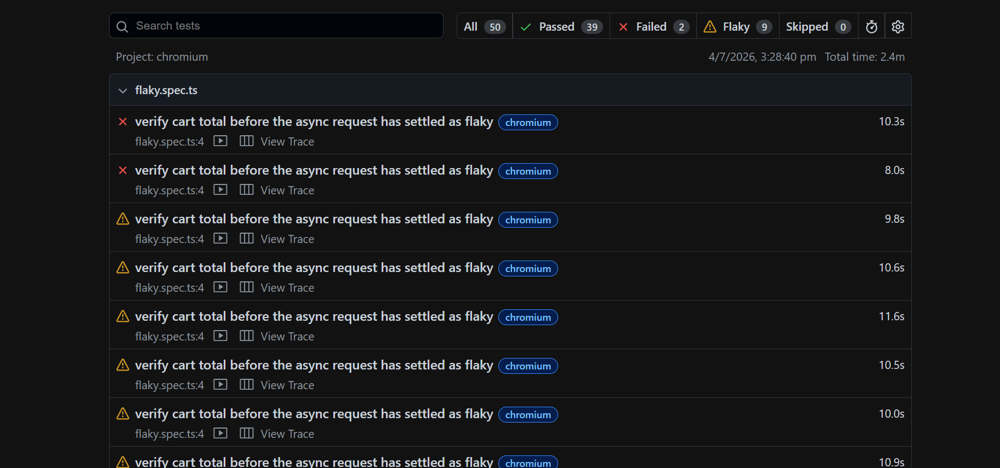 Search tests
All 50 Passed 39 Failed 2 Flaky 9 Skipped 0
Project: chromium 4/7/2026, 3:28:40 pm Total time: 2.4m
flaky.spec.ts
verify cart total before the async request has settled as flaky chromium 10.3s
flaky.spec.ts:4 View Trace
verify cart total before the async request has settled as flaky chromium 8.0s
flaky.spec.ts:4 View Trace
verify cart total before the async request has settled as flaky chromium 9.8s
flaky.spec.ts:4 View Trace
verify cart total before the async request has settled as flaky chromium 10.6s
flaky.spec.ts:4 View Trace
verify cart total before the async request has settled as flaky chromium 11.6s
flaky.spec.ts:4 View Trace
verify cart total before the async request has settled as flaky chromium 10.5s
flaky.spec.ts:4 View Trace
verify cart total before the async request has settled as flaky chromium 10.0s
flaky.spec.ts:4 View Trace
verify cart total before the async request has settled as flaky chromium 10.9s